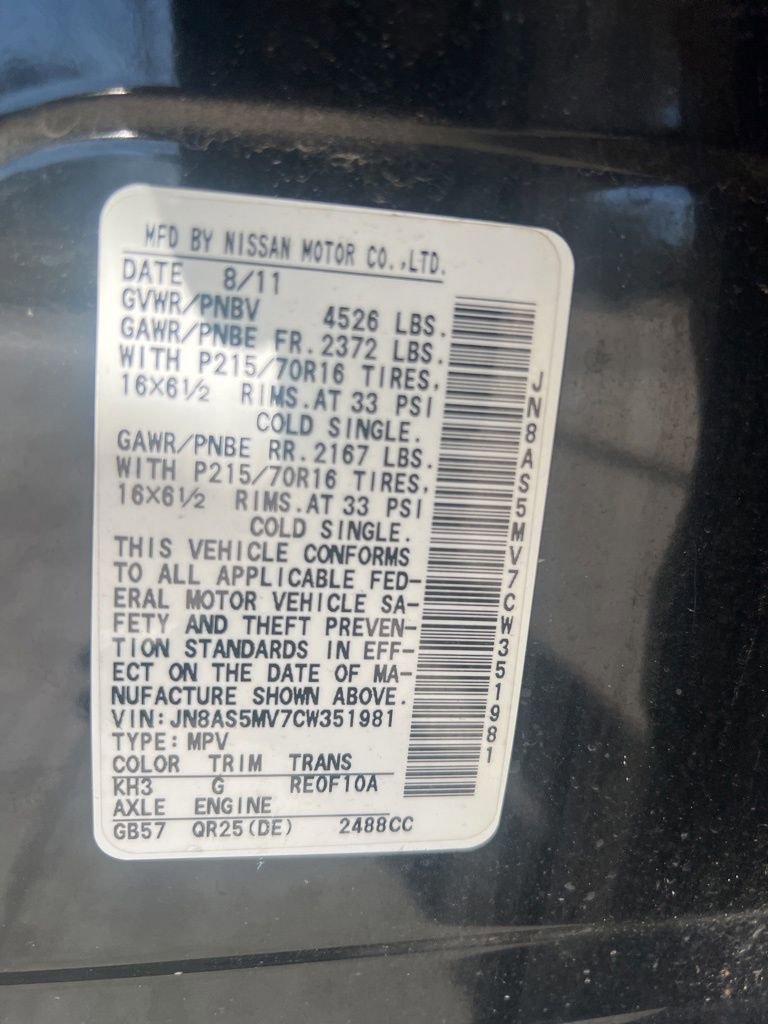 MFD BY NISSAN MOTOR CO.,LTD.
DATE 8/11
GVWR/PNBV 4526 LBS.
GAWR/PNBE FR.2372 LBS.
WITH P215/70R16 TIRES,
16X6½ RIMS.AT 33 PSI
COLD SINGLE.
GAWR/PNBE RR.2167 LBS.
WITH P215/70R16 TIRES,
16X6½ RIMS.AT 33 PSI
COLD SINGLE.
THIS VEHICLE CONFORMS
TO ALL APPLICABLE FED-
ERAL MOTOR VEHICLE SA-
FETY AND THEFT PREVEN-
TION STANDARDS IN EFF-
ECT ON THE DATE OF MA-
NUFACTURE SHOWN ABOVE.
VIN:JN8AS5MV7CW351981
TYPE:MPV
COLOR TRIM TRANS
KH3 G RE0F10A
AXLE ENGINE
GB57 QR25(DE) 2488CC
JN8AS5MV7CW351981